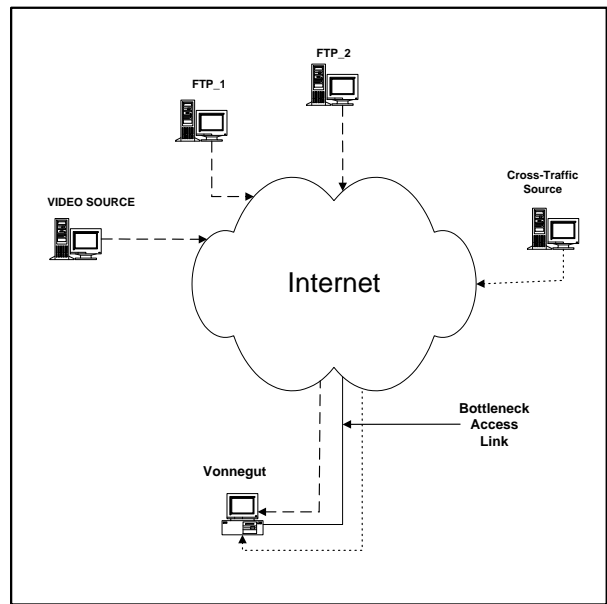 FTP_2
FTP_1
Cross-Traffic
Source
VIDEO SOURCE
Internet
Bottleneck
Access
Link
Vonnegut